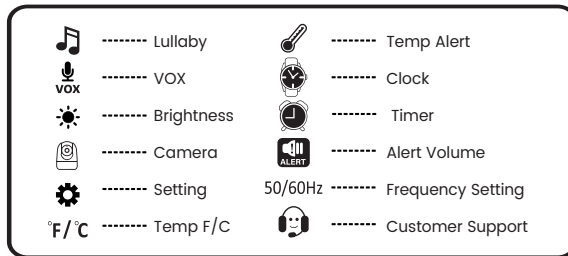 Lullaby
VOX
VOX
Brightness
Camera
Setting
°F/°C Temp F/C
Temp Alert
Clock
Timer
ALERT
Alert Volume
50/60Hz Frequency Setting
Customer Support